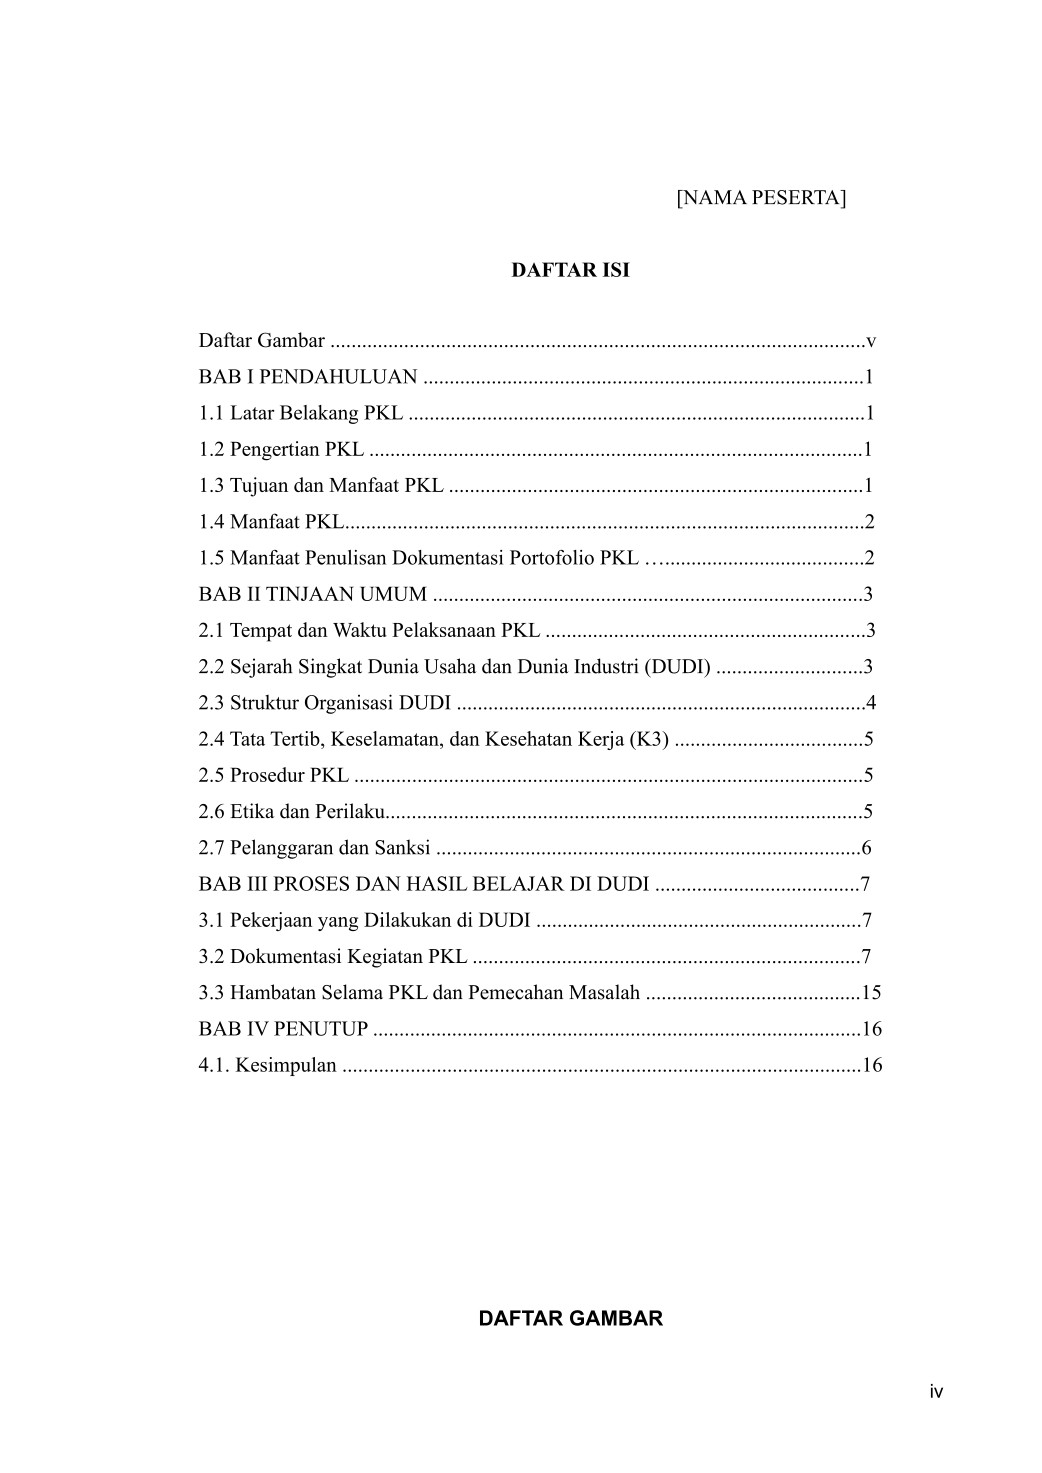 [NAMA PESERTA]
DAFTAR ISI
Daftar Gambar ......................................................................................................v
BAB I PENDAHULUAN ....................................................................................1
1.1 Latar Belakang PKL .......................................................................................1
1.2 Pengertian PKL ..............................................................................................1
1.3 Tujuan dan Manfaat PKL ...............................................................................1
1.4 Manfaat PKL...................................................................................................2
1.5 Manfaat Penulisan Dokumentasi Portofolio PKL ….......................................2
BAB II TINJAAN UMUM ..................................................................................3
2.1 Tempat dan Waktu Pelaksanaan PKL .............................................................3
2.2 Sejarah Singkat Dunia Usaha dan Dunia Industri (DUDI) ............................3
2.3 Struktur Organisasi DUDI ..............................................................................4
2.4 Tata Tertib, Keselamatan, dan Kesehatan Kerja (K3) ....................................5
2.5 Prosedur PKL .................................................................................................5
2.6 Etika dan Perilaku...........................................................................................5
2.7 Pelanggaran dan Sanksi .................................................................................6
BAB III PROSES DAN HASIL BELAJAR DI DUDI .......................................7
3.1 Pekerjaan yang Dilakukan di DUDI ..............................................................7
3.2 Dokumentasi Kegiatan PKL ..........................................................................7
3.3 Hambatan Selama PKL dan Pemecahan Masalah .........................................15
BAB IV PENUTUP .............................................................................................16
4.1. Kesimpulan ...................................................................................................16
DAFTAR GAMBAR
iv